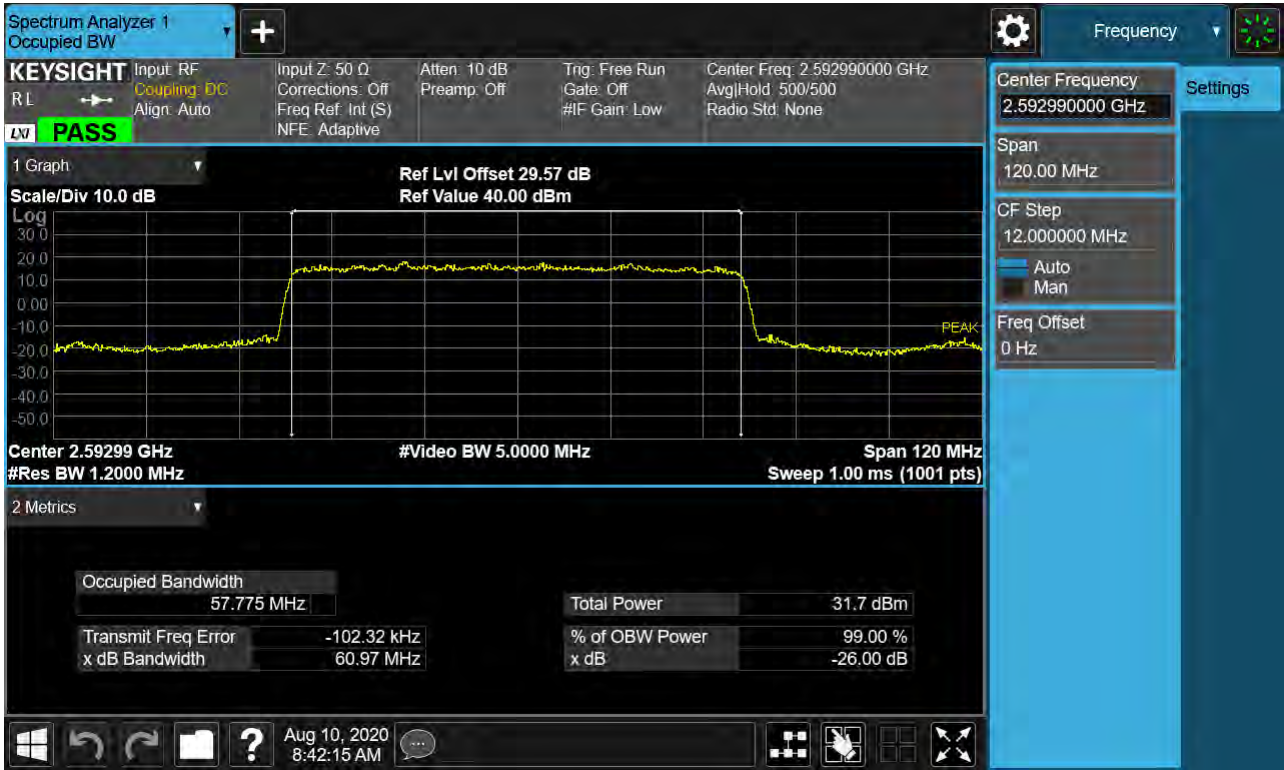 Spectrum Analyzer 1
Occupied BW
+
Frequency
KEYSIGHT
RL
LXI PASS
Input: RF
Coupling: DC
Align: Auto
Input Z: 50 Ω
Corrections: Off
Freq Ref: Int (S)
NFE: Adaptive
Atten: 10 dB
Preamp: Off
Trig: Free Run
Gate: Off
#IF Gain: Low
Center Freq: 2.592990000 GHz
Avg|Hold: 500/500
Radio Std: None
Center Frequency
2.592990000 GHz
Settings
Span
120.00 MHz
CF Step
12.000000 MHz
Auto
Man
Freq Offset
0 Hz
1 Graph
Scale/Div 10.0 dB
Ref Lvl Offset 29.57 dB
Ref Value 40.00 dBm
Log
30.0
20.0
10.0
0.00
-10.0
-20.0
-30.0
-40.0
-50.0
PEAK
Center 2.59299 GHz
#Video BW 5.0000 MHz
Span 120 MHz
#Res BW 1.2000 MHz
Sweep 1.00 ms (1001 pts)
2 Metrics
Occupied Bandwidth
57.775 MHz
Total Power 31.7 dBm
Transmit Freq Error -102.32 kHz
% of OBW Power 99.00 %
x dB Bandwidth 60.97 MHz
x dB -26.00 dB
?
Aug 10, 2020
8:42:15 AM